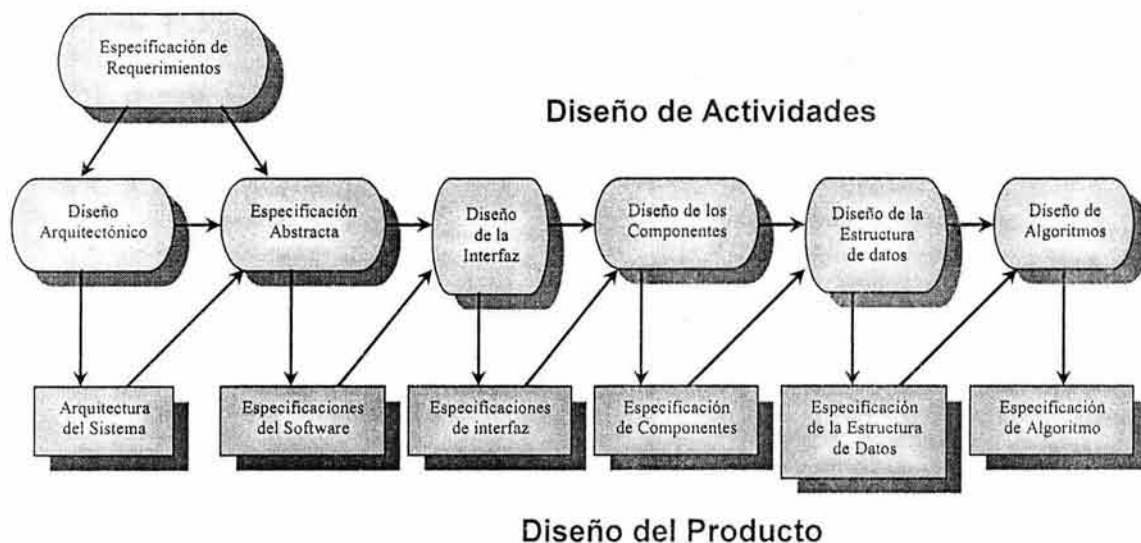 Especificación de
Requerimientos
Diseño de Actividades
Diseño
Arquitectónico
Especificación
Abstracta
Diseño
de la
Interfaz
Diseño de los
Componentes
Diseño de la
Estructura
de datos
Diseño de
Algoritmos
Arquitectura
del Sistema
Especificaciones
del Software
Especificaciones
de interfaz
Especificación
de Componentes
Especificación
de la Estructura
de Datos
Especificación
de Algoritmo
Diseño del Producto